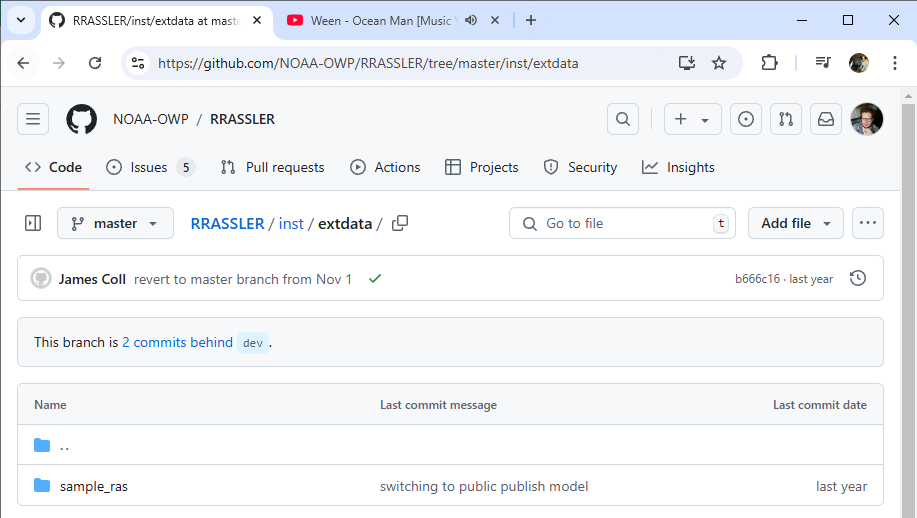 RRASSLER/inst/extdata at maste
Ween - Ocean Man [Music V
https://github.com/NOAA-OWP/RRASSLER/tree/master/inst/extdata
NOAA-OWP / RRASSLER
Code Issues 5 Pull requests Actions Projects Security Insights
master RRASSLER / inst / extdata / Go to file t Add file ...
James Coll revert to master branch from Nov 1 b666c16 · last year
This branch is 2 commits behind dev.
Name Last commit message Last commit date
..
sample_ras switching to public publish model last year